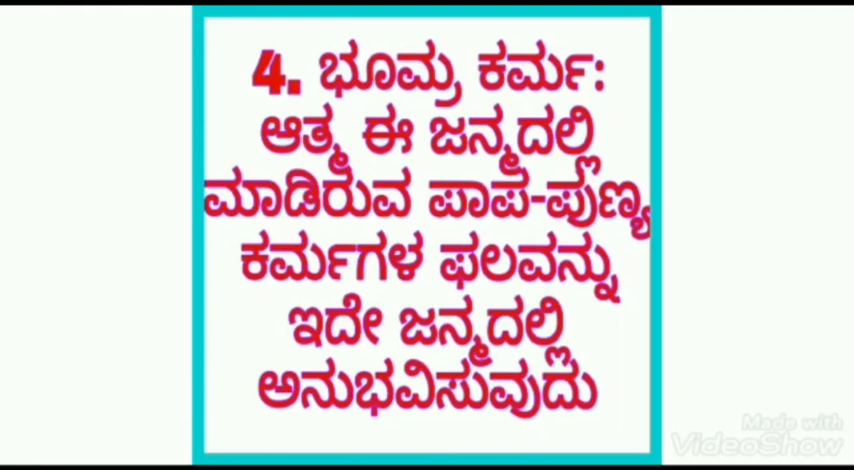 4. ಭೂಮ್ರ ಕರ್ಮ:
ಆತ್ಮ ಈ ಜನ್ಮದಲ್ಲಿ
ಮಾಡಿರುವ ಪಾಪ-ಪುಣ್ಯ
ಕರ್ಮಗಳ ಫಲವನ್ನು
ಇದೇ ಜನ್ಮದಲ್ಲಿ
ಅನುಭವಿಸುವುದು
Made with
VideoShow